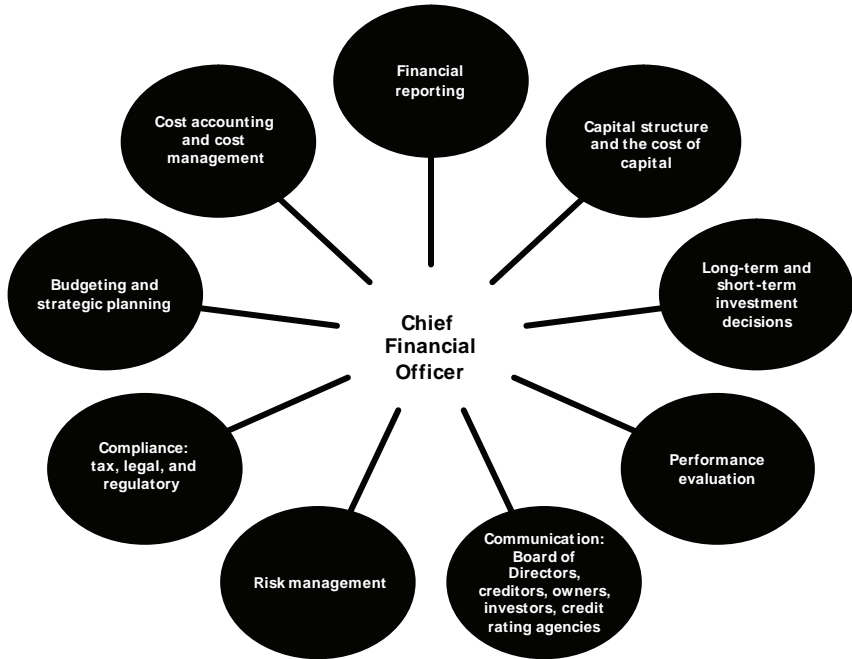 Financial
reporting
Cost accounting
and cost
management
Capital structure
and the cost of
capital
Budgeting and
strategic planning
Long-term and
short-term
investment
decisions
Chief
Financial
Officer
Compliance:
tax, legal, and
regulatory
Performance
evaluation
Risk management
Communication:
Board of
Directors,
creditors, owners,
investors, credit
rating agencies